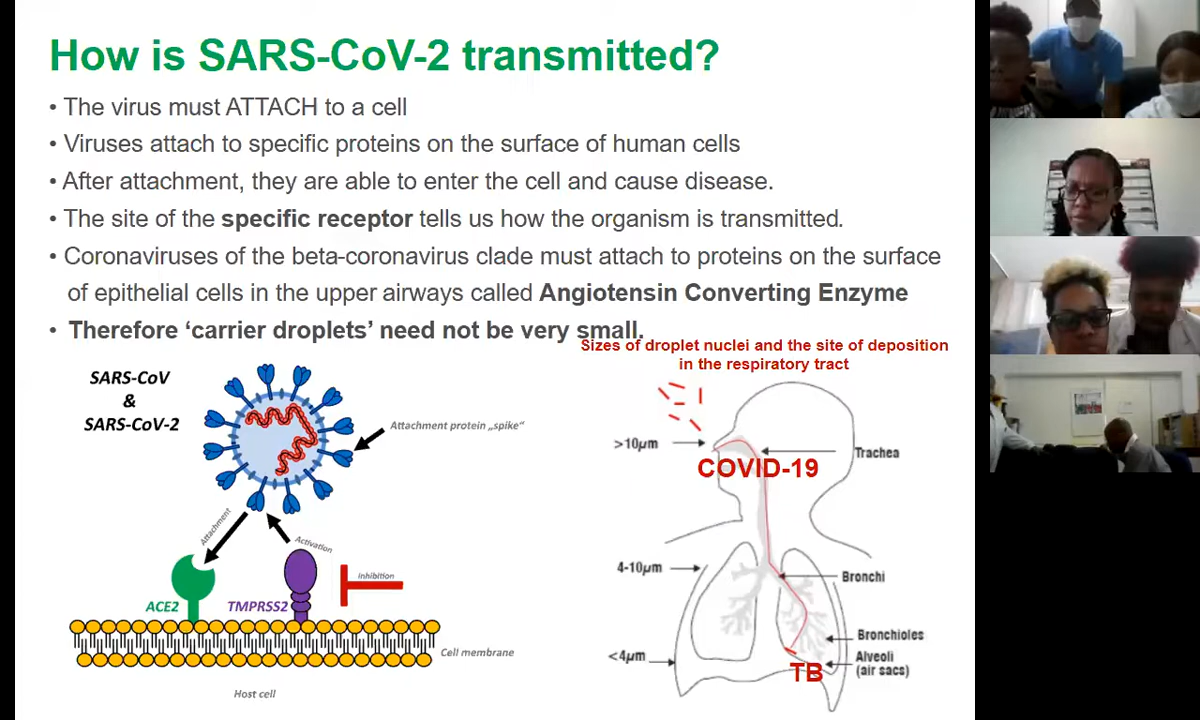 How is SARS-CoV-2 transmitted?
• The virus must ATTACH to a cell
• Viruses attach to specific proteins on the surface of human cells
• After attachment, they are able to enter the cell and cause disease.
• The site of the specific receptor tells us how the organism is transmitted.
• Coronaviruses of the beta-coronavirus clade must attach to proteins on the surface
of epithelial cells in the upper airways called Angiotensin Converting Enzyme
• Therefore ‘carrier droplets’ need not be very small.
SARS-CoV
&
SARS-CoV-2
Attachment protein „spike“
Attachment
Activation
Inhibition
ACE2
TMPRSS2
Cell membrane
Host cell
Sizes of droplet nuclei and the site of deposition
in the respiratory tract
>10µm
Trachea
COVID-19
4-10µm
Bronchi
Bronchioles
<4µm
Alveoli
(air sacs)
TB